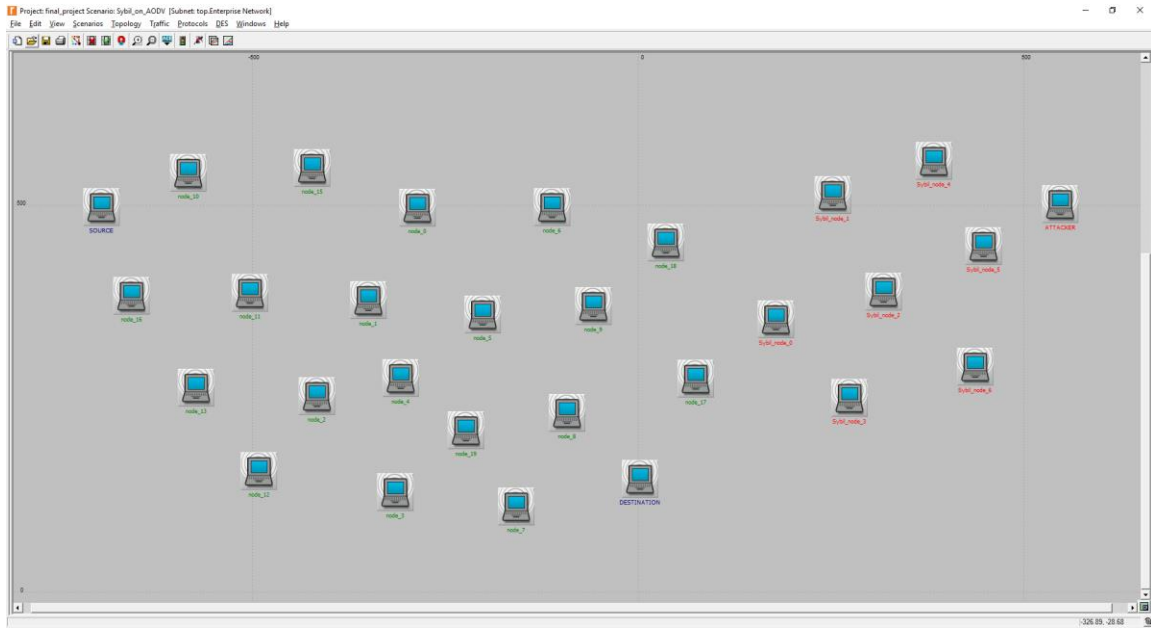 Project: final_project Scenario: Sybil_on_AODV [Subnet: top.Enterprise Network]
File Edit View Scenarios Topology Traffic Protocols DES Windows Help
-500 0 500
Sybil_node_4
node_15
node_10
500
Sybil_node_1
SOURCE
node_0
node_6
ATTACKER
node_18
Sybil_node_5
Sybil_node_2
node_16
node_11
node_1
node_9
node_5
Sybil_node_0
Sybil_node_6
node_4
node_17
node_13
node_2
Sybil_node_3
node_8
node_19
node_12
DESTINATION
node_3
node_7
0
-326.89, -28.68